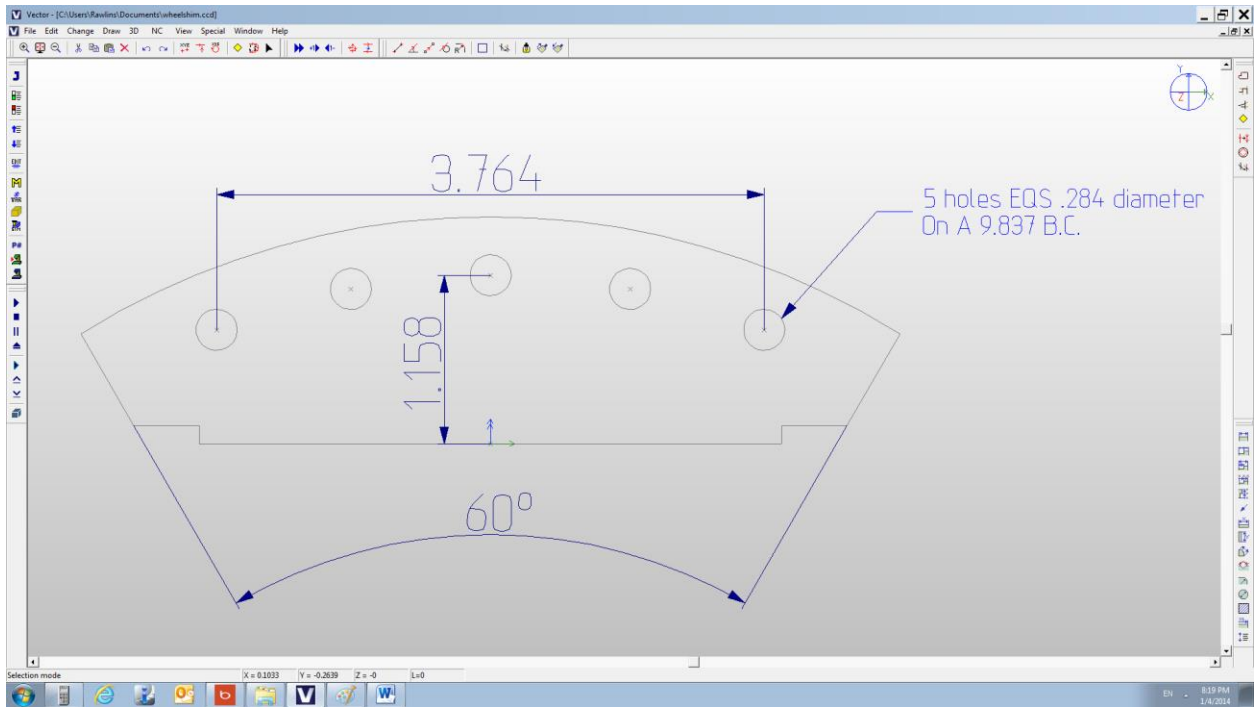 Vector - [C:\Users\Rawlins\Documents\wheelshim.ccd]
File Edit Change Draw 3D NC View Special Window Help
Y
X
Z
3.764
5 holes EQS .284 diameter
On A 9.837 B.C.
1.158
60°
Selection mode X = 0.1033 Y = -0.2639 Z = -0 L=0
EN 8:19 PM
1/4/2014